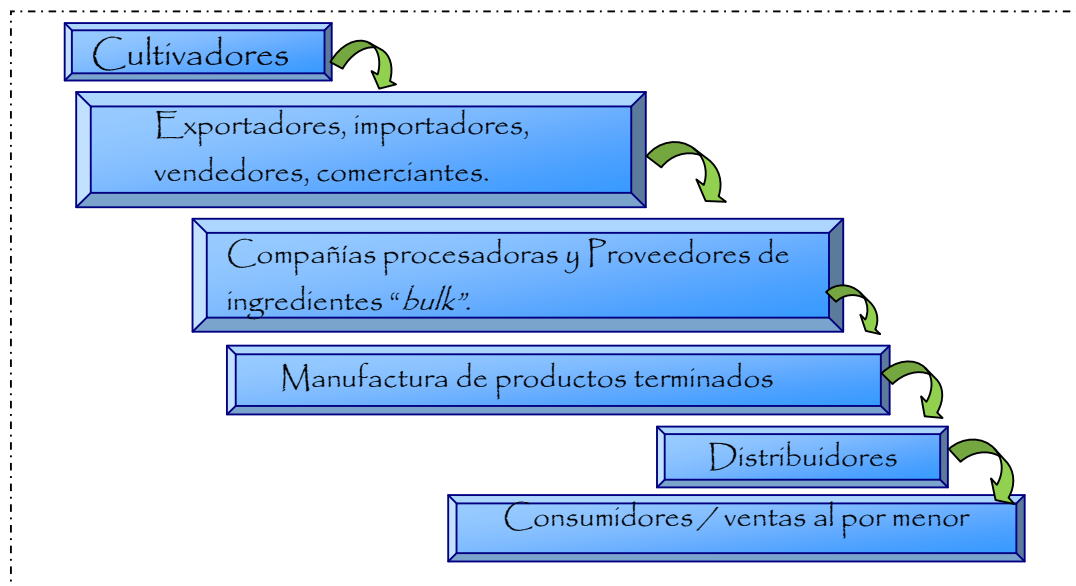 Cultivadores
Exportadores, importadores,
vendedores, comerciantes.
Compañías procesadoras y Proveedores de
ingredientes “bulk”.
Manufactura de productos terminados
Distribuidores
Consumidores / ventas al por menor